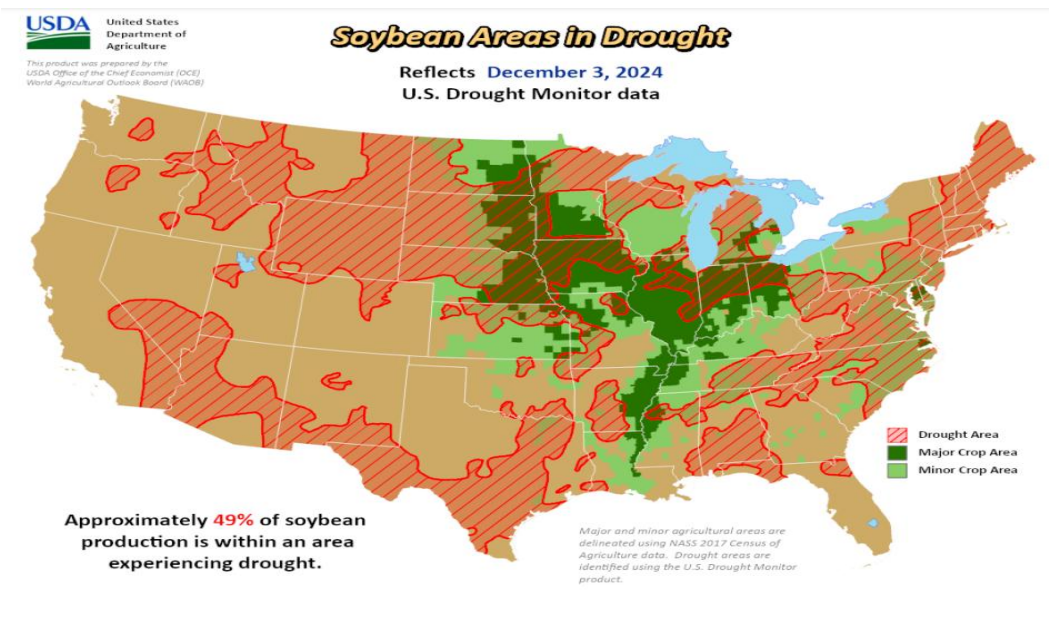 USDA
United States
Department of
Agriculture
This product was prepared by the
USDA Office of the Chief Economist (OCE)
World Agricultural Outlook Board (WAOB)
Soybean Areas in Drought
Reflects December 3, 2024
U.S. Drought Monitor data
Drought Area
Major Crop Area
Minor Crop Area
Approximately 49% of soybean
production is within an area
experiencing drought.
Major and minor agricultural areas are
delineated using NASS 2017 Census of
Agriculture data. Drought areas are
identified using the U.S. Drought Monitor
product.